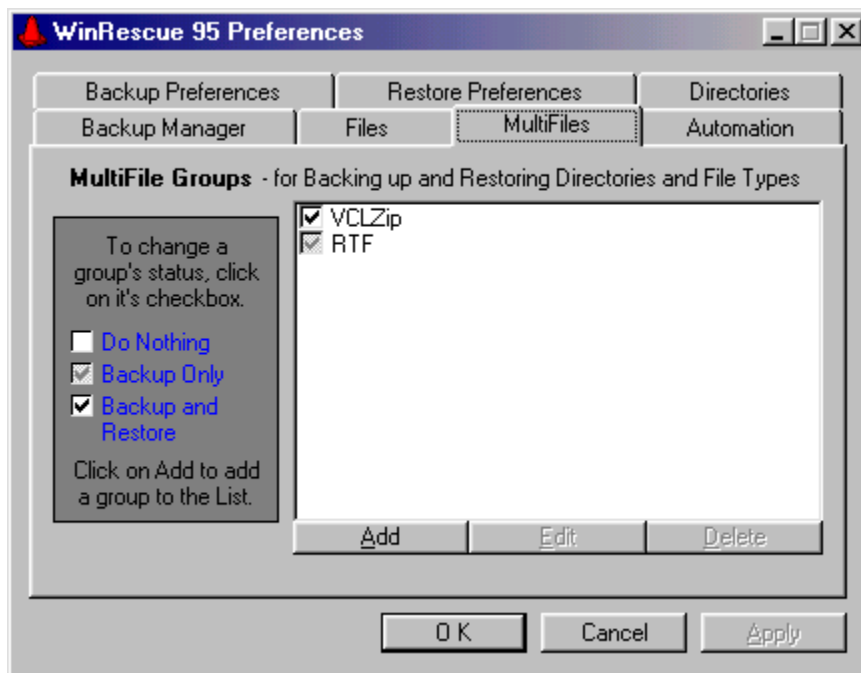 WinRescue 95 Preferences
Backup Preferences
Restore Preferences
Directories
Backup Manager
Files
MultiFiles
Automation
MultiFile Groups - for Backing up and Restoring Directories and File Types
To change a
group's status, click
on it's checkbox.
Do Nothing
Backup Only
Backup and
Restore
Click on Add to add
a group to the List.
VCLZip
RTF
Add
Edit
Delete
OK
Cancel
Apply